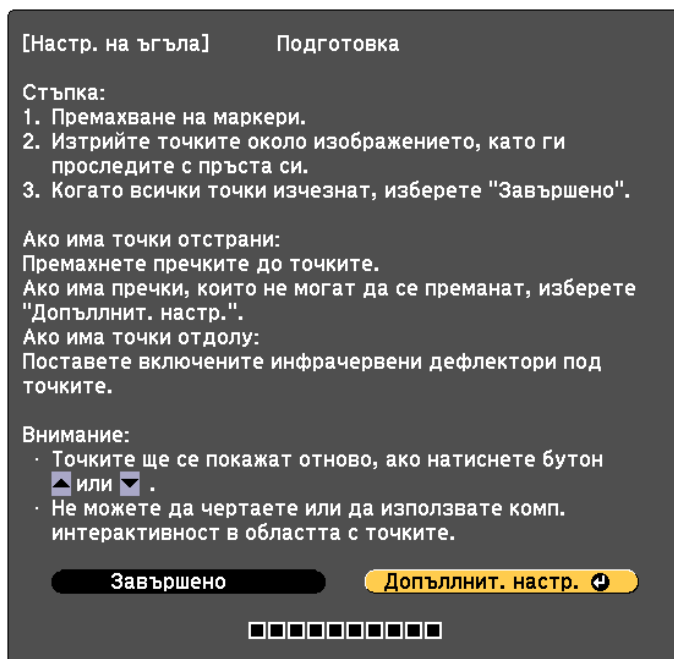 [Настр. на ъгъла] Подготовка
Стъпка:
1. Премахване на маркери.
2. Изтрийте точките около изображението, като ги
проследите с пръста си.
3. Когато всички точки изчезнат, изберете "Завършено".
Ако има точки отстрани:
Премахнете пречките до точките.
Ако има пречки, които не могат да се преманат, изберете
"Допъллнит. настр.".
Ако има точки отдолу:
Поставете включените инфрачервени дефлектори под
точките.
Внимание:
· Точките ще се покажат отново, ако натиснете бутон
▲ или ▼ .
· Не можете да чертаете или да използвате комп.
интерактивност в областта с точките.
Завършено Допъллнит. настр.